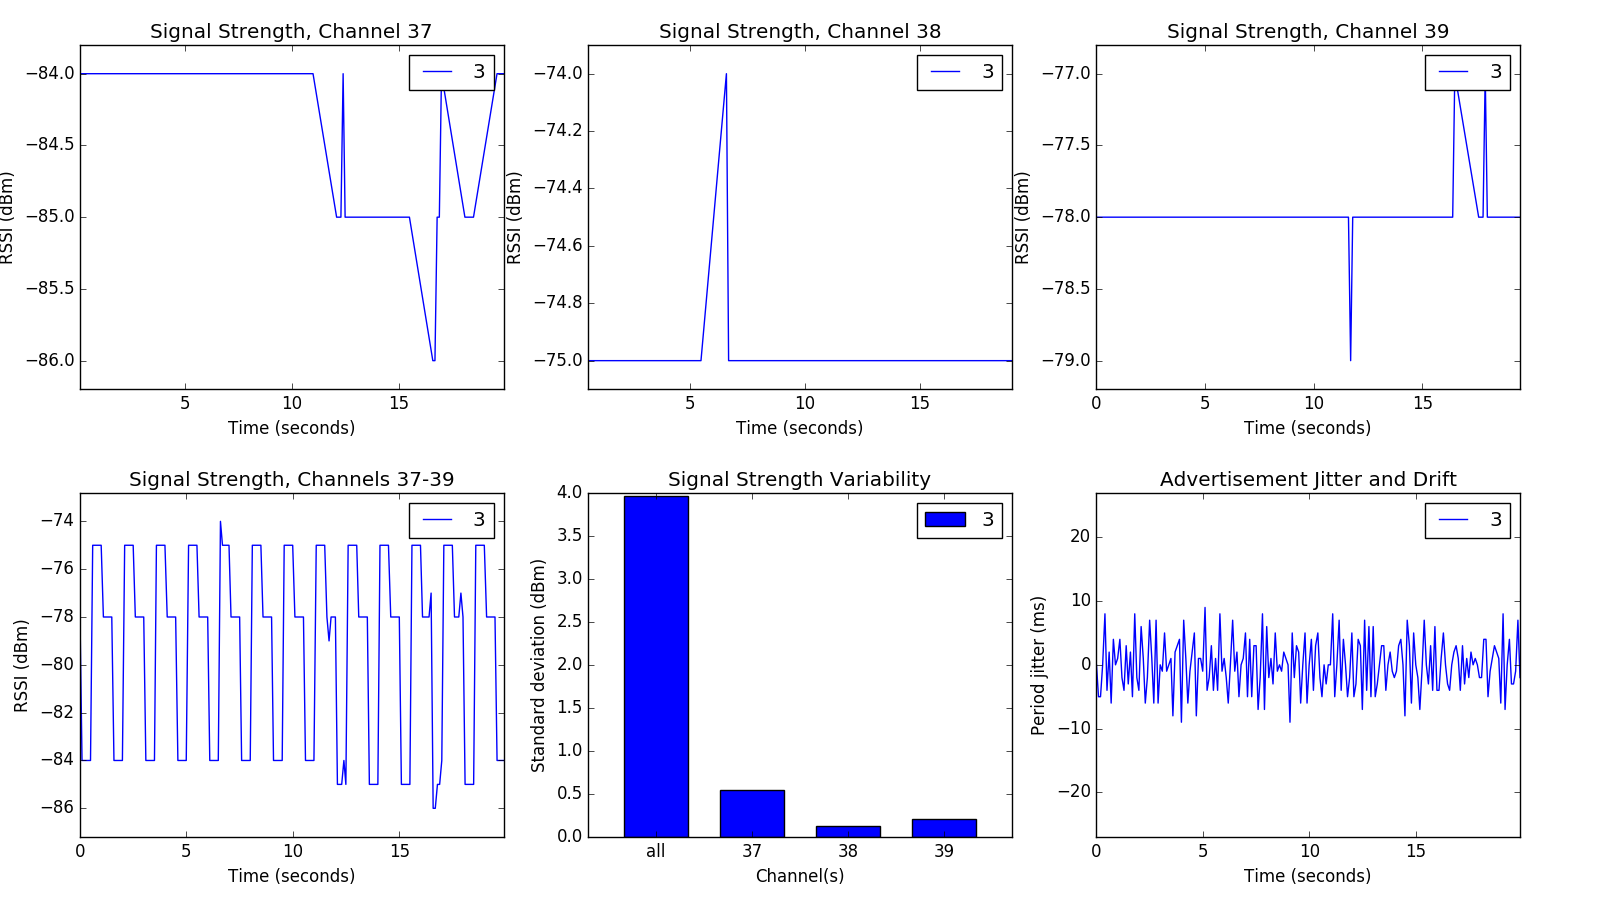 Signal Strength, Channel 37
3
−84.0
−84.5
−85.0
−85.5
−86.0
RSSI (dBm)
5 10 15
Time (seconds)
Signal Strength, Channel 38
3
−74.0
−74.2
−74.4
−74.6
−74.8
−75.0
RSSI (dBm)
5 10 15
Time (seconds)
Signal Strength, Channel 39
3
−77.0
−77.5
−78.0
−78.5
−79.0
RSSI (dBm)
0 5 10 15
Time (seconds)
Signal Strength, Channels 37-39
3
−74
−76
−78
−80
−82
−84
−86
RSSI (dBm)
0 5 10 15
Time (seconds)
Signal Strength Variability
3
4.0
3.5
3.0
2.5
2.0
1.5
1.0
0.5
0.0
Standard deviation (dBm)
all 37 38 39
Channel(s)
Advertisement Jitter and Drift
3
20
10
0
−10
−20
Period jitter (ms)
0 5 10 15
Time (seconds)